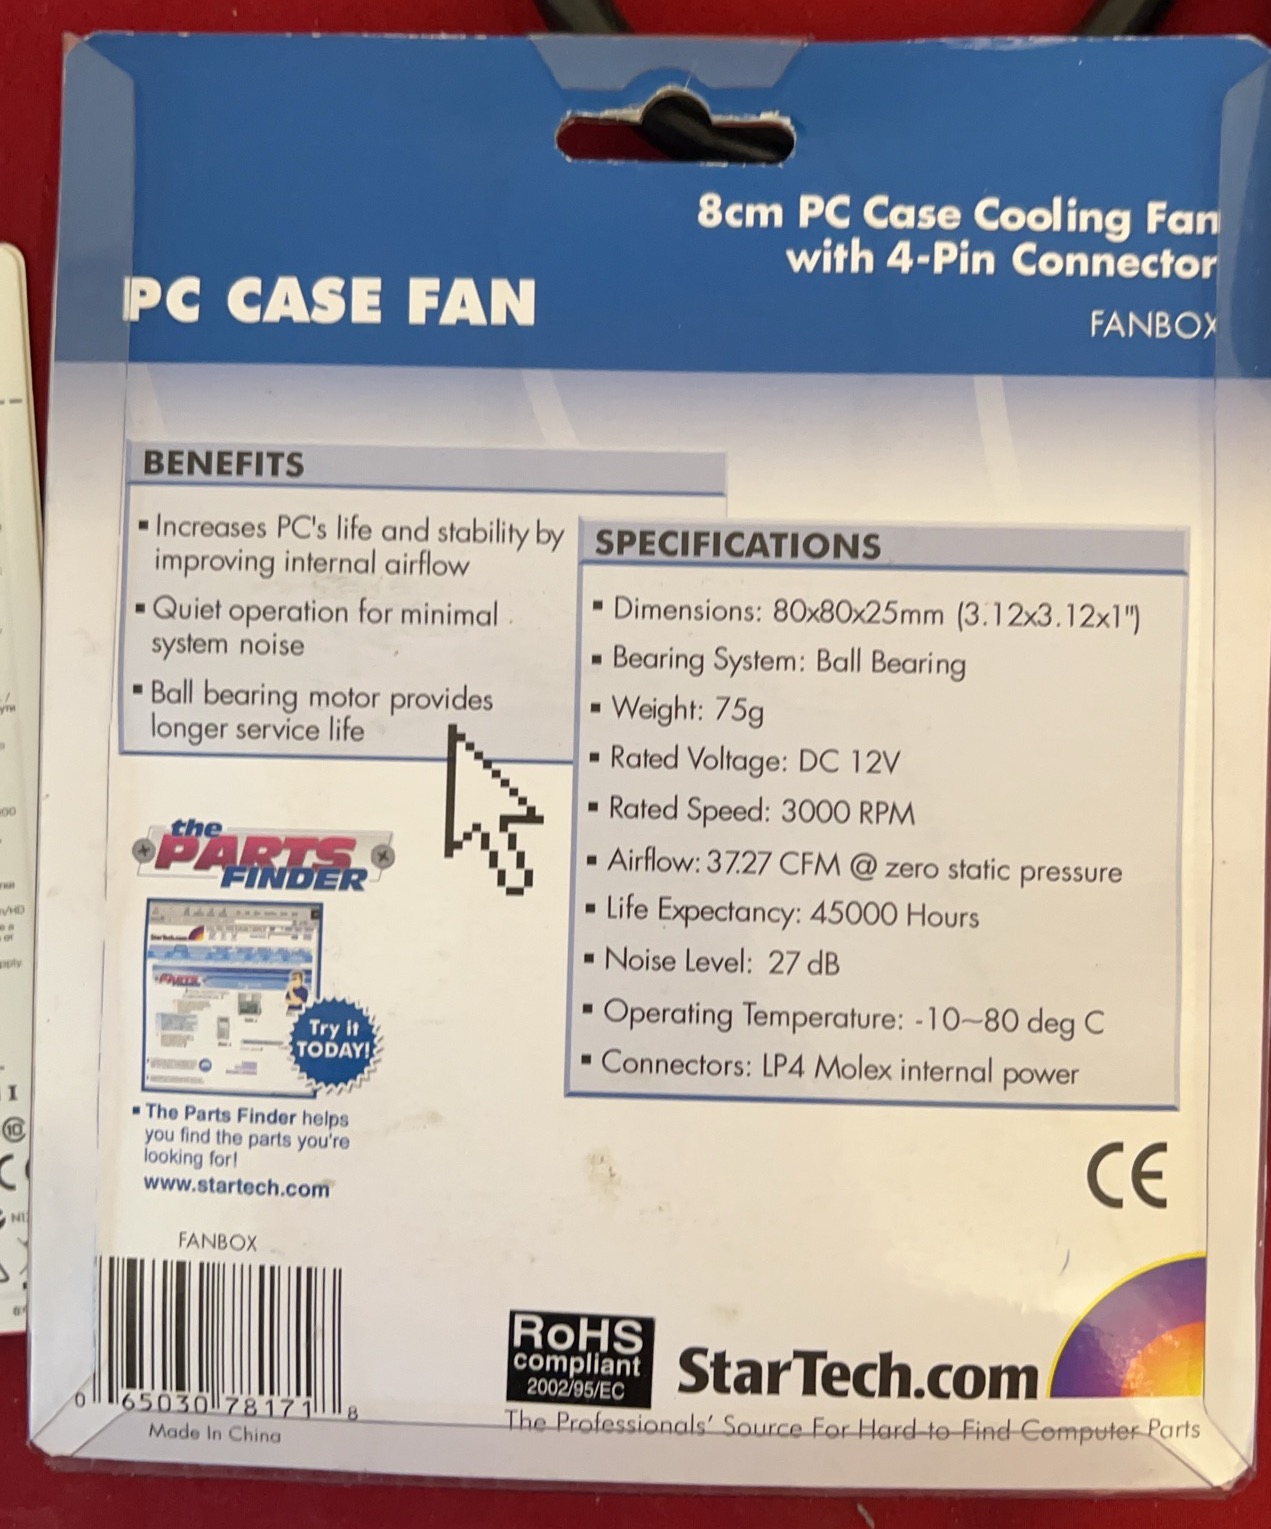 8cm PC Case Cooling Fan
with 4-Pin Connector
PC CASE FAN
FANBOX
BENEFITS
▪ Increases PC's life and stability by
improving internal airflow
▪ Quiet operation for minimal
system noise
▪ Ball bearing motor provides
longer service life
SPECIFICATIONS
▪ Dimensions: 80x80x25mm (3.12x3.12x1")
▪ Bearing System: Ball Bearing
▪ Weight: 75g
▪ Rated Voltage: DC 12V
▪ Rated Speed: 3000 RPM
▪ Airflow: 37.27 CFM @ zero static pressure
▪ Life Expectancy: 45000 Hours
▪ Noise Level: 27 dB
▪ Operating Temperature: -10~80 deg C
▪ Connectors: LP4 Molex internal power
the
PARTS
FINDER
StarTech.com
PARTS
Try it
TODAY!
▪ The Parts Finder helps
you find the parts you're
looking for!
www.startech.com
CE
FANBOX
0 65030 78171 8
Made In China
RoHS
compliant
2002/95/EC
StarTech.com
The Professionals' Source For Hard-to-Find Computer Parts